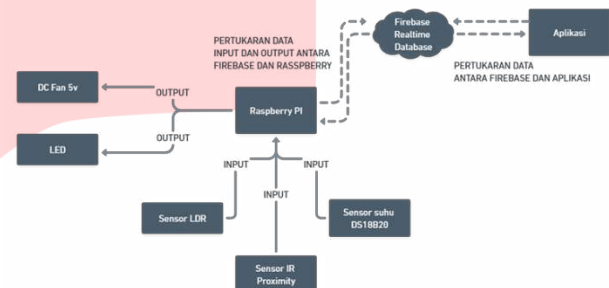 PERTUKARAN DATA
INPUT DAN OUTPUT ANTARA
FIREBASE DAN RASSPBERRY
Firebase
Realtime
Database
Aplikasi
PERTUKARAN DATA
ANTARA FIREBASE DAN APLIKASI
DC Fan 5v
OUTPUT
Raspberry PI
LED
OUTPUT
INPUT
INPUT
INPUT
Sensor LDR
Sensor suhu
DS18B20
Sensor IR
Proximity